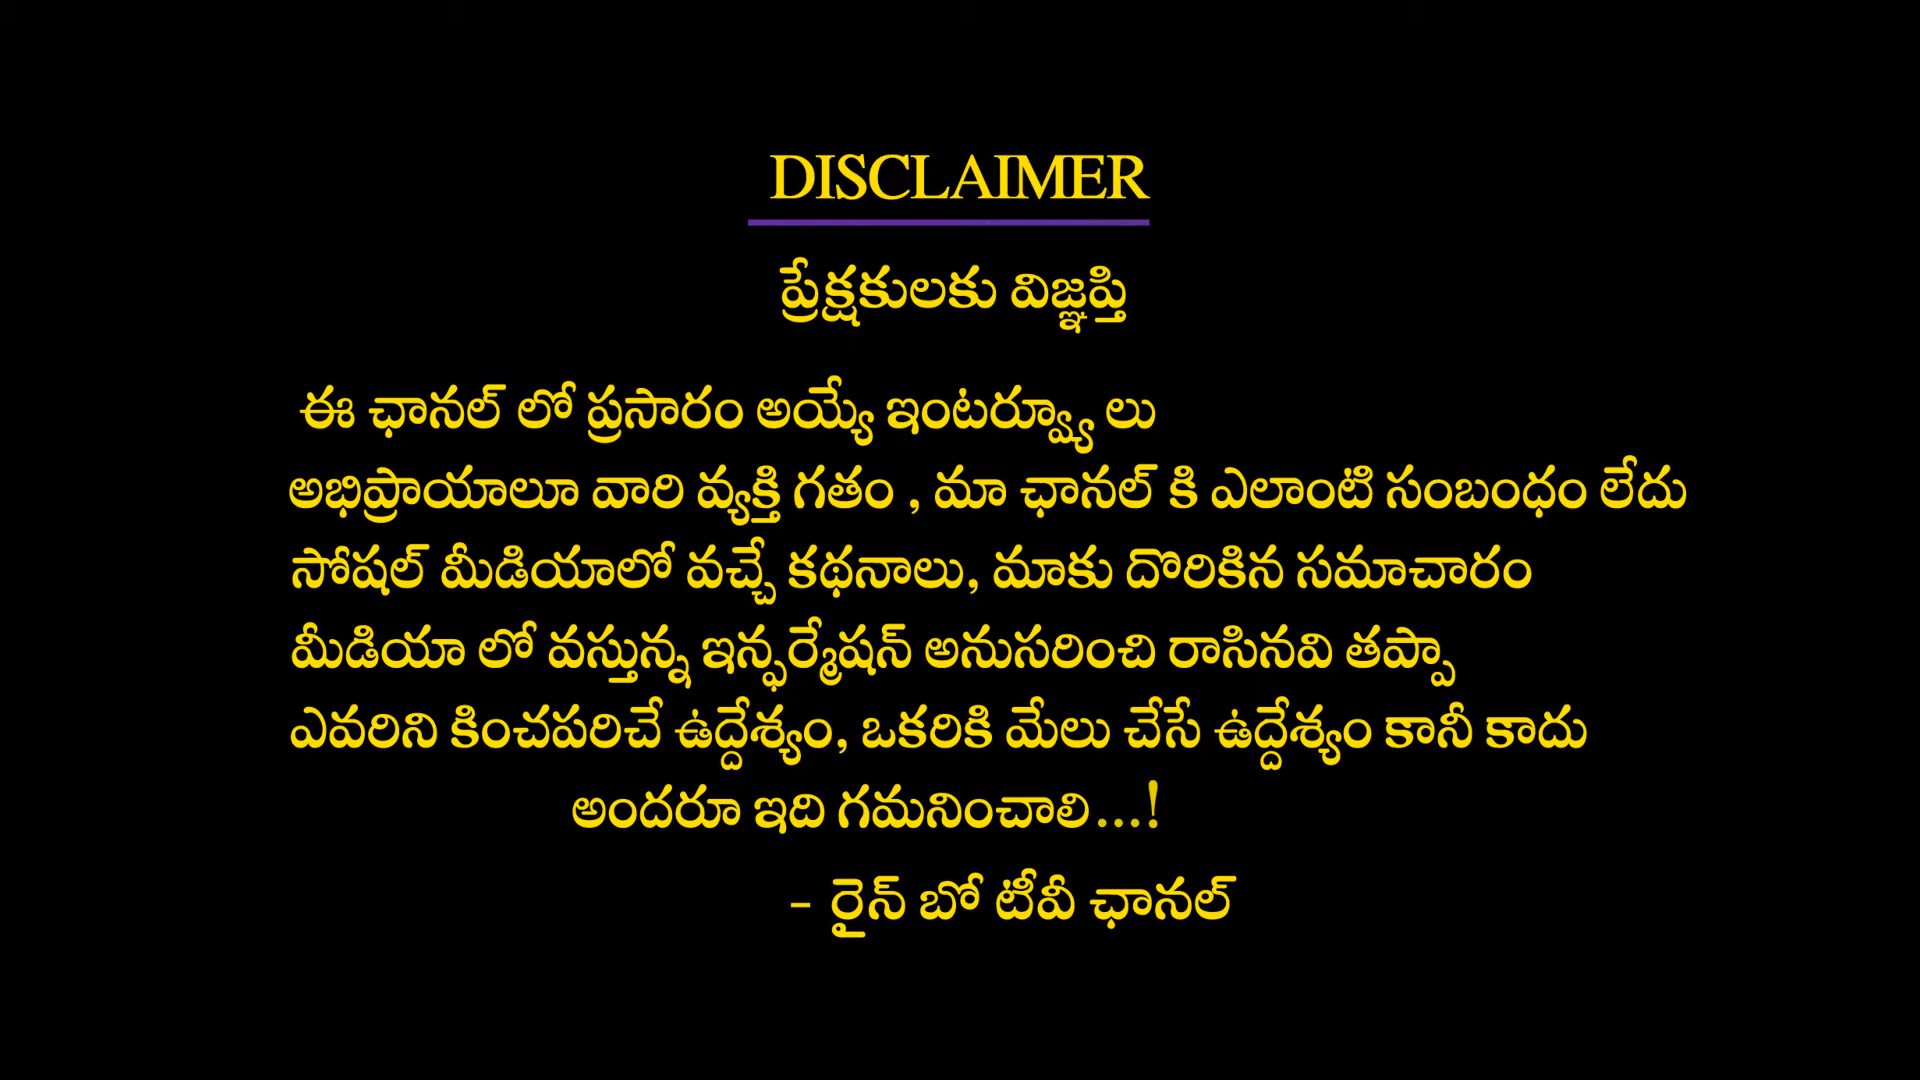 DISCLAIMER
ప్రేక్షకులకు విజ్ఞప్తి
ఈ ఛానల్ లో ప్రసారం అయ్యే ఇంటర్వ్యూ లు
అభిప్రాయాలూ వారి వ్యక్తి గతం , మా ఛానల్ కి ఎలాంటి సంబంధం లేదు
సోషల్ మీడియాలో వచ్చే కథనాలు, మాకు దొరికిన సమాచారం
మీడియా లో వస్తున్న ఇన్ఫర్మేషన్ అనుసరించి రాసినవి తప్పా
ఎవరిని కించపరిచే ఉద్దేశ్యం, ఒకరికి మేలు చేసే ఉద్దేశ్యం కానీ కాదు
అందరూ ఇది గమనించాలి...!
- రైన్ బో టీవీ ఛానల్